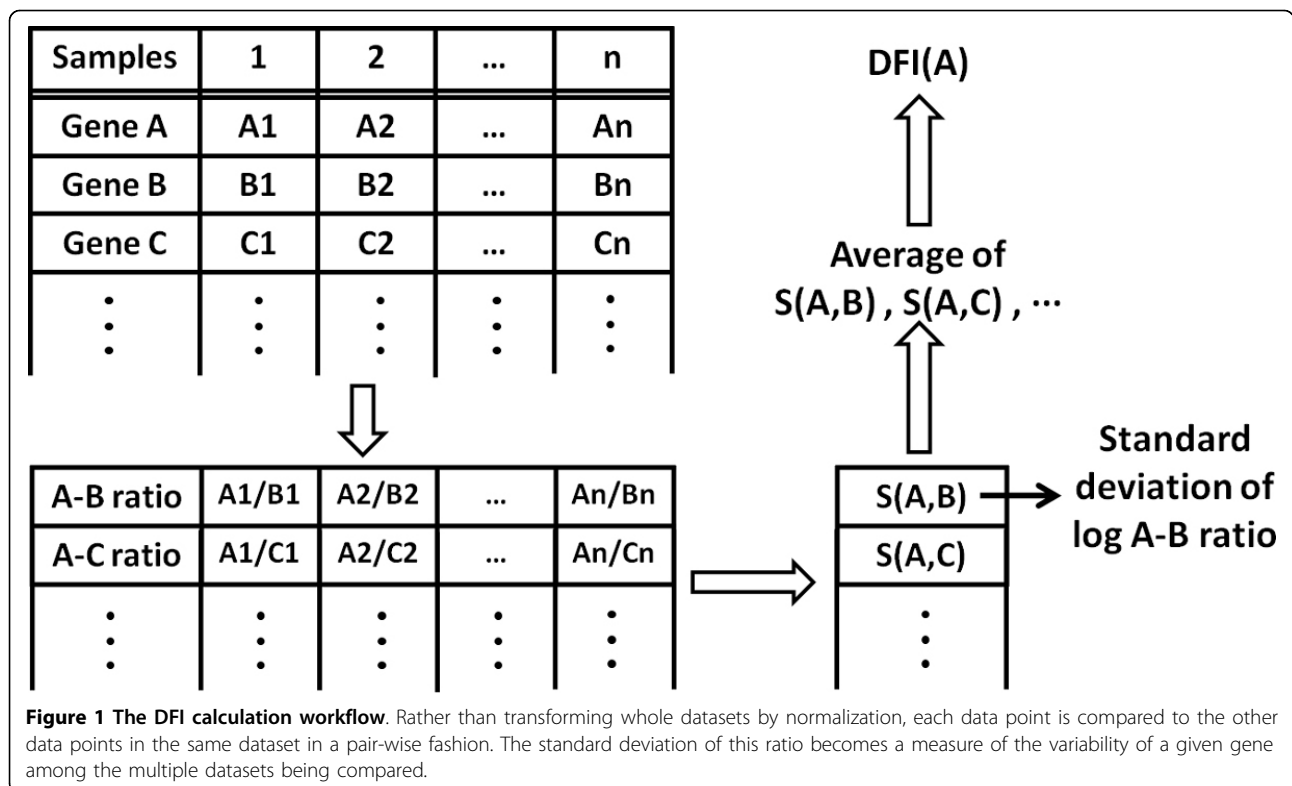 Samples 1 2 ... n
Gene A A1 A2 ... An
Gene B B1 B2 ... Bn
Gene C C1 C2 ... Cn
A-B ratio A1/B1 A2/B2 ... An/Bn
A-C ratio A1/C1 A2/C2 ... An/Cn
S(A,B)
S(A,C)
Standard
deviation of
log A-B ratio
Average of
S(A,B) , S(A,C) , ...
DFI(A)
Figure 1 The DFI calculation workflow. Rather than transforming whole datasets by normalization, each data point is compared to the other
data points in the same dataset in a pair-wise fashion. The standard deviation of this ratio becomes a measure of the variability of a given gene
among the multiple datasets being compared.